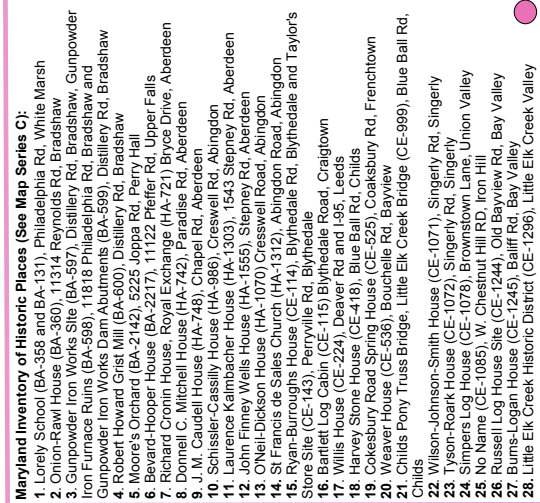 Maryland Inventory of Historic Places (See Map Series C):
1. Lorely School (BA-358 and BA-131), Philadelphia Rd, White Marsh
2. Onion-Rawl House (BA-360), 11314 Reynolds Rd, Bradshaw
3. Gunpowder Iron Works Site (BA-597), Distillery Rd, Bradshaw, Gunpowder
Iron Furnace Ruins (BA-598), 11818 Philadelphia Rd, Bradshaw and
Gunpowder Iron Works Dam Abutments (BA-599), Distillery Rd, Bradshaw
4. Robert Howard Grist Mill (BA-600), Distillery Rd, Bradshaw
5. Moore's Orchard (BA-2142), 5225 Joppa Rd, Perry Hall
6. Bevard-Hooper House (BA-2217), 11122 Pfeffer Rd, Upper Falls
7. Richard Cronin House, Royal Exchange (HA-721) Bryce Drive, Aberdeen
8. Donnell C. Mitchell House (HA-742), Paradise Rd, Aberdeen
9. J. M. Caudell House (HA-748), Chapel Rd, Aberdeen
10. Schissler-Cassilly House (HA-986), Creswell Rd, Abingdon
11. Laurence Kalmbacher House (HA-1303), 1543 Stepney Rd, Aberdeen
12. John Finney Wells House (HA-1555), Stepney Rd, Aberdeen
13. O'Neil-Dickson House (HA-1070) Cresswell Road, Abingdon
14. St Francis de Sales Church (HA-1312), Abingdon Road, Abingdon
15. Ryan-Burroughs House (CE-114), Blythedale Rd, Blythedale and Taylor's
Store Site (CE-143), Perryville Rd, Blythedale
16. Bartlett Log Cabin (CE-115) Blythedale Road, Craigtown
17. Willis House (CE-224), Deaver Rd and I-95, Leeds
18. Harvey Stone House (CE-418), Blue Ball Rd, Childs
19. Cokesbury Road Spring House (CE-525), Coaksbury Rd, Frenchtown
20. Weaver House (CE-536), Bouchelle Rd, Bayview
21. Childs Pony Truss Bridge, Little Elk Creek Bridge (CE-999), Blue Ball Rd,
Childs
22. Wilson-Johnson-Smith House (CE-1071), Singerly Rd, Singerly
23. Tyson-Roark House (CE-1072), Singerly Rd, Singerly
24. Simpers Log House (CE-1078), Brownstown Lane, Union Valley
25. No Name (CE-1085), W. Chestnut Hill RD, Iron Hill
26. Russell Log House Site (CE-1244), Old Bayview Rd, Bay Valley
27. Burns-Logan House (CE-1245), Baliff Rd, Bay Valley
28. Little Elk Creek Historic District (CE-1296), Little Elk Creek Valley